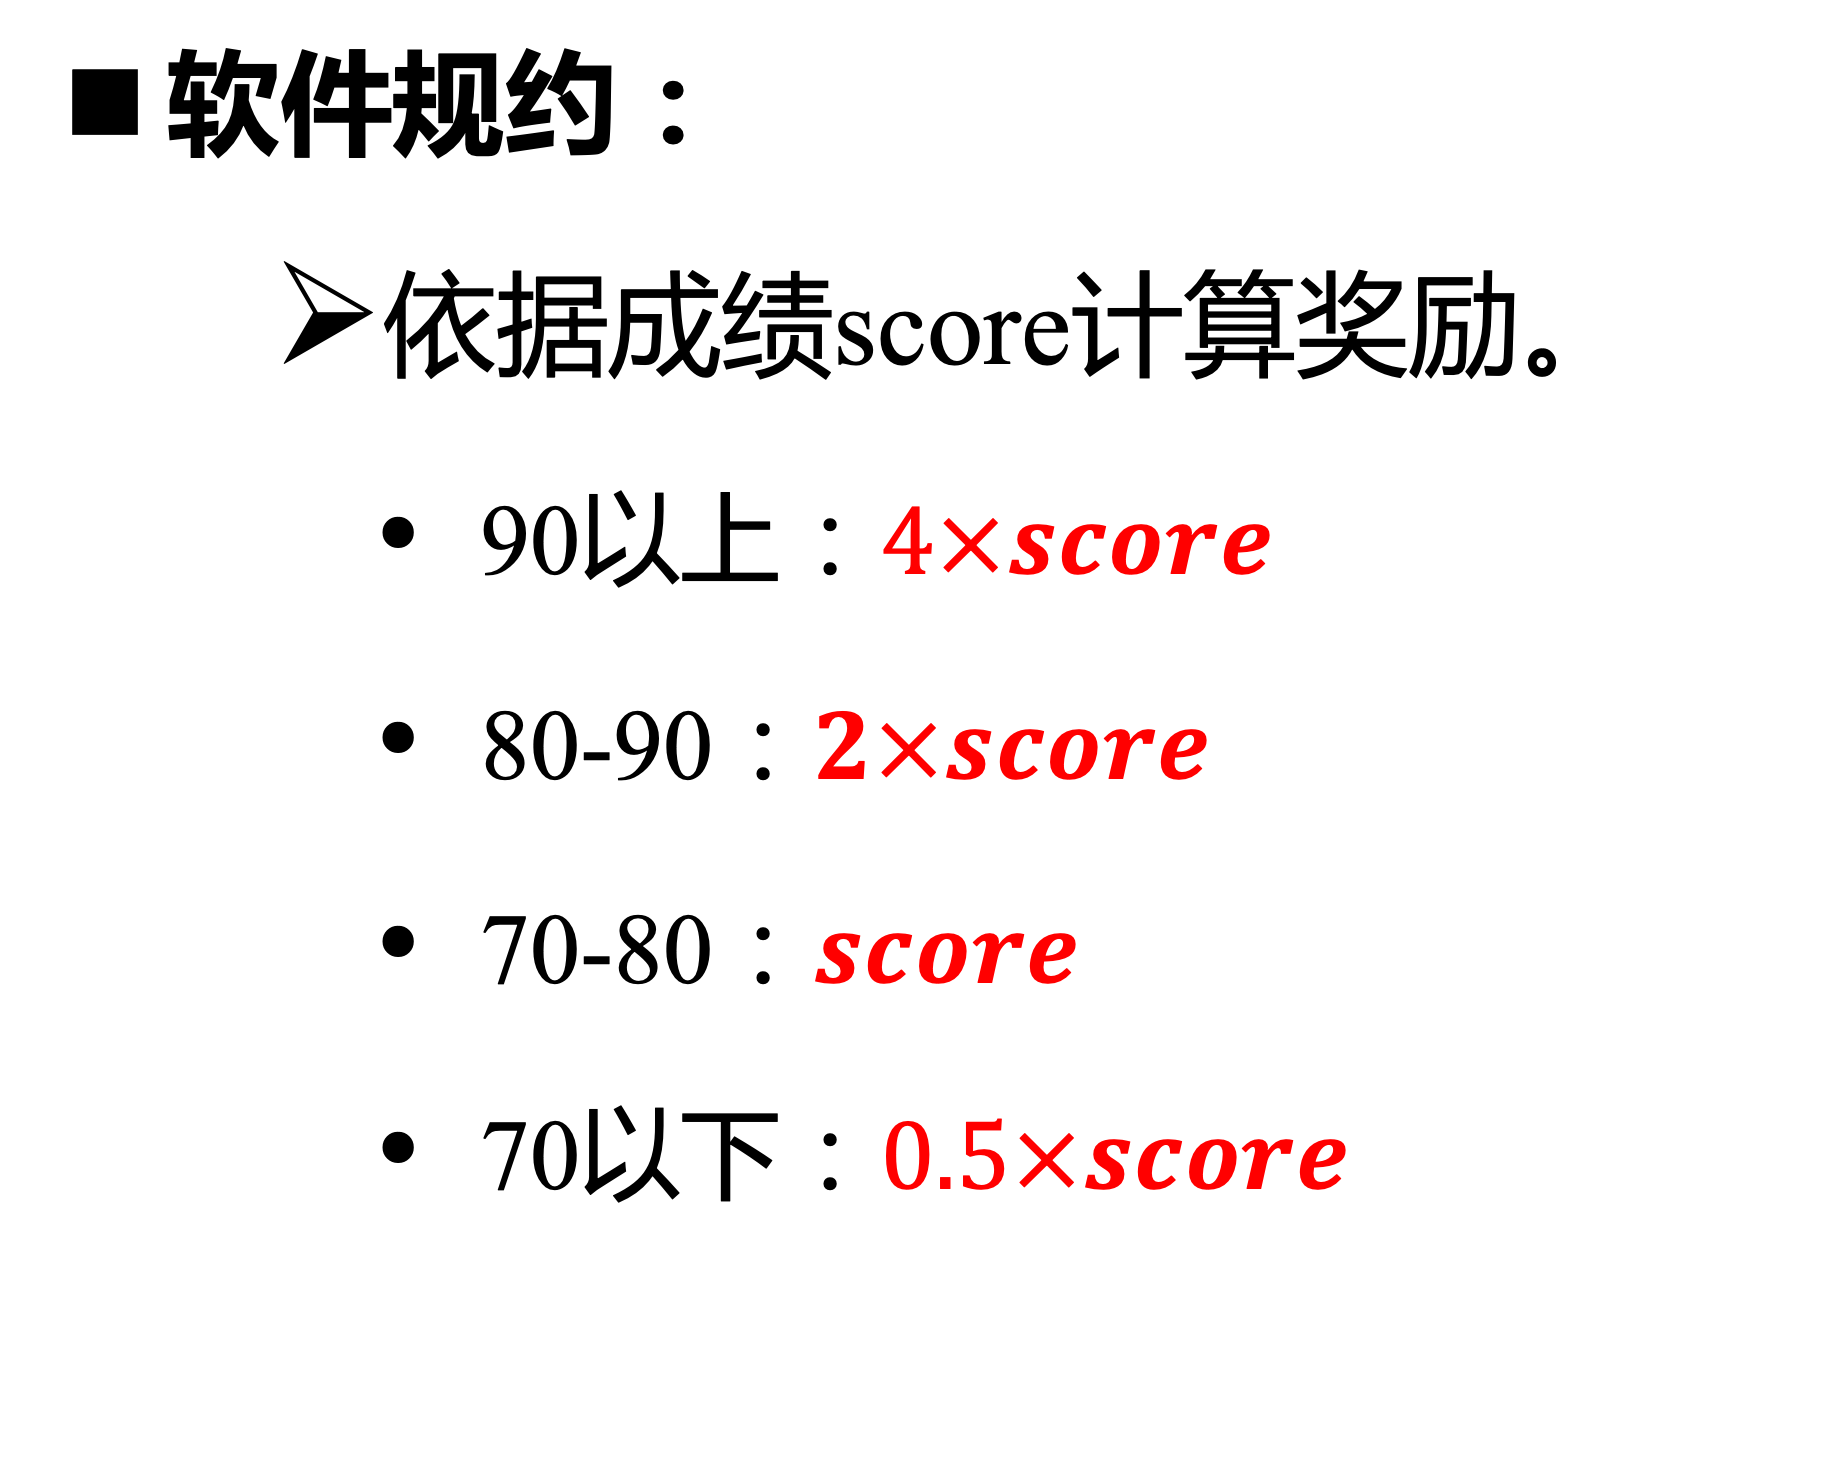 ■ 软件规约：
➢依据成绩score计算奖励。
• 90以上：4×score
• 80-90：2×score
• 70-80：score
• 70以下：0.5×score